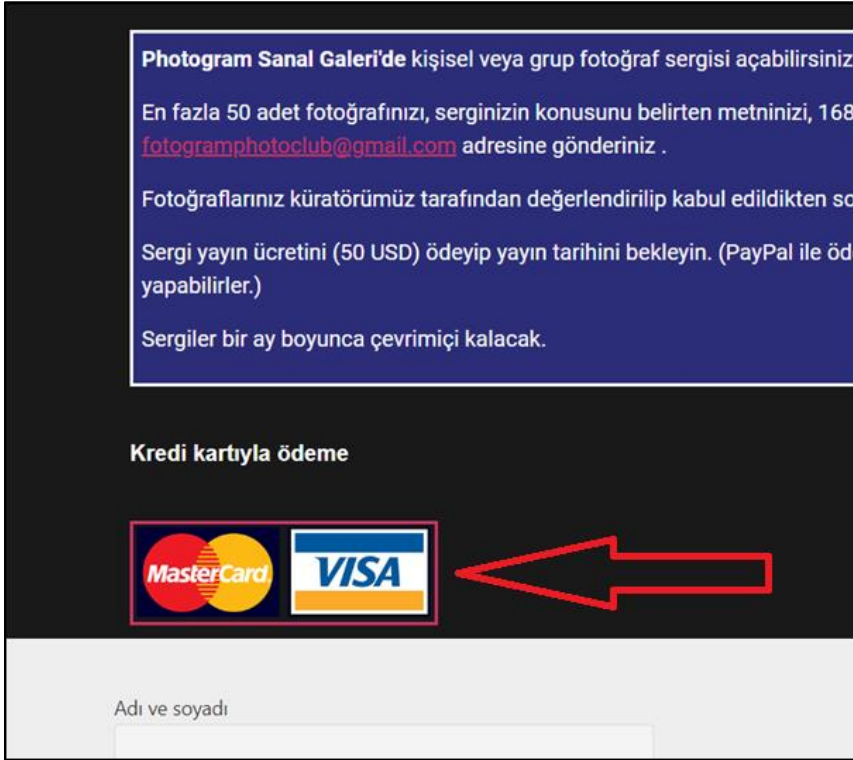 Photogram Sanal Galeri'de kişisel veya grup fotoğraf sergisi açabilirsiniz
En fazla 50 adet fotoğrafınızı, serginizin konusunu belirten metninizi, 168
fotogramphotoclub@gmail.com adresine gönderiniz .
Fotoğraflarınız küratörümüz tarafından değerlendirilip kabul edildikten so
Sergi yayın ücretini (50 USD) ödeyip yayın tarihini bekleyin. (PayPal ile öd
yapabilirler.)
Sergiler bir ay boyunca çevrimiçi kalacak.
Kredi kartıyla ödeme
MasterCard VISA
Adı ve soyadı